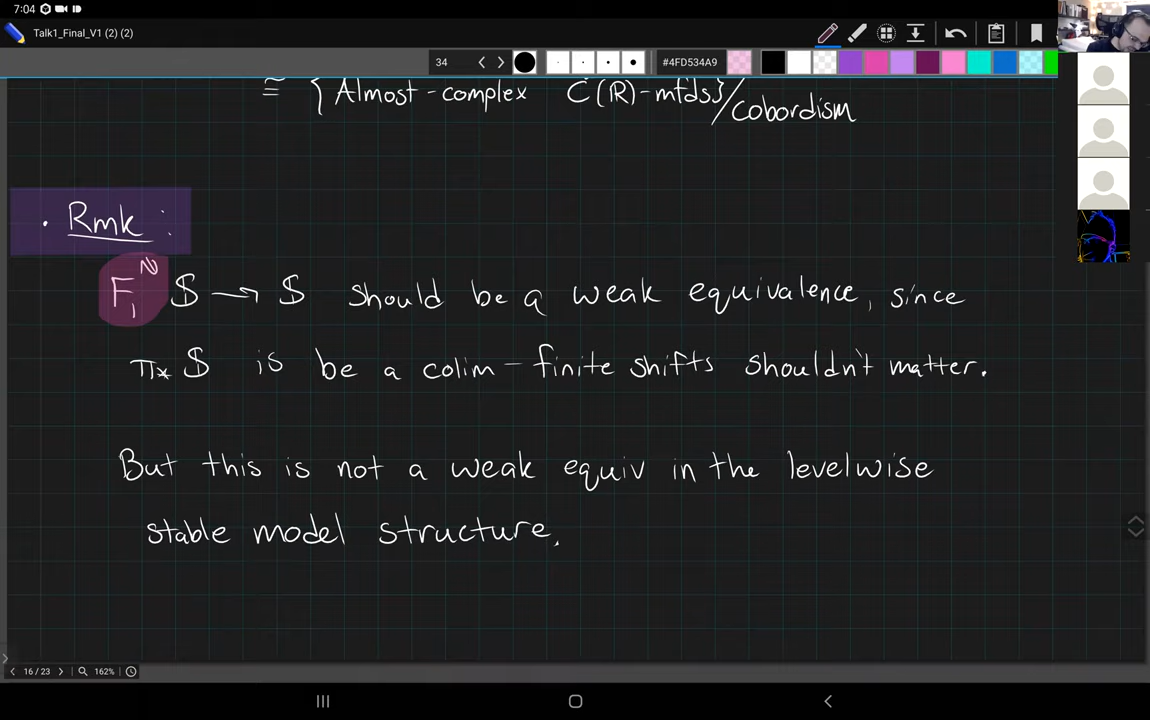 7:04
Talk1_Final_V1 (2) (2)
34
#4FD534A9
≅ { Almost-complex C(ℝ)-mfds}/cobordism
· Rmk:
𝕊 → 𝕊 should be a weak equivalence, since
π* 𝕊 is be a colim - finite shifts shouldn't matter.
But this is not a weak equiv in the levelwise
stable model structure.
16 / 23
162%